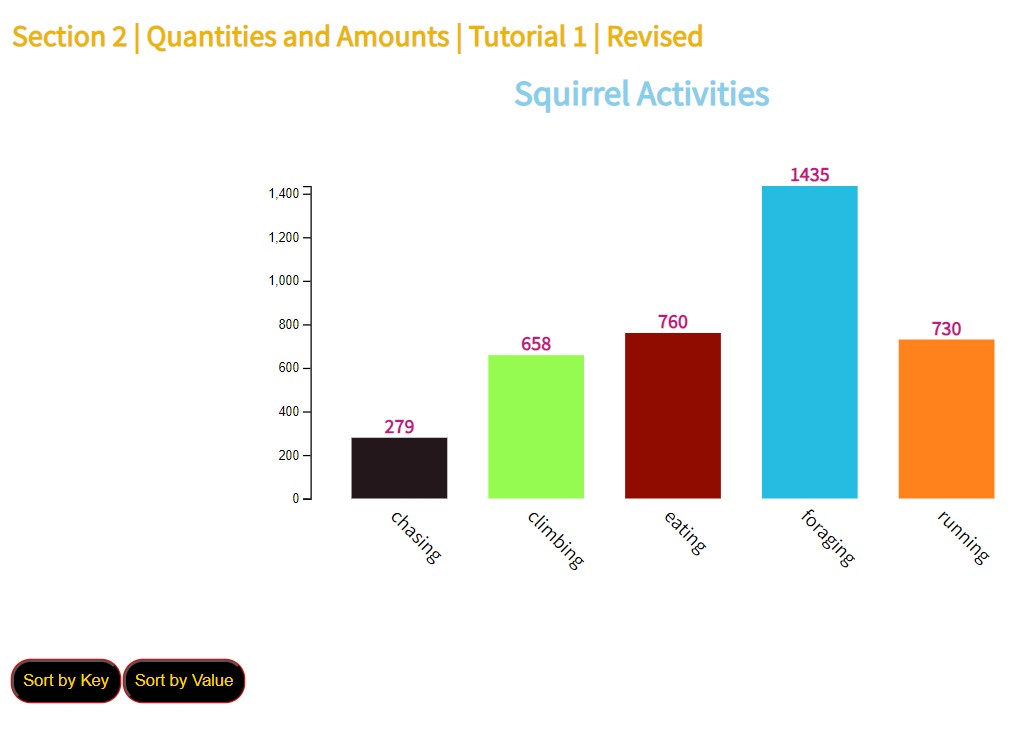 Section 2 | Quantities and Amounts | Tutorial 1 | Revised
Squirrel Activities
1435
1,400
1,200
1,000
800
760
730
658
600
400
279
200
0
chasing
climbing
eating
foraging
running
Sort by Key
Sort by Value